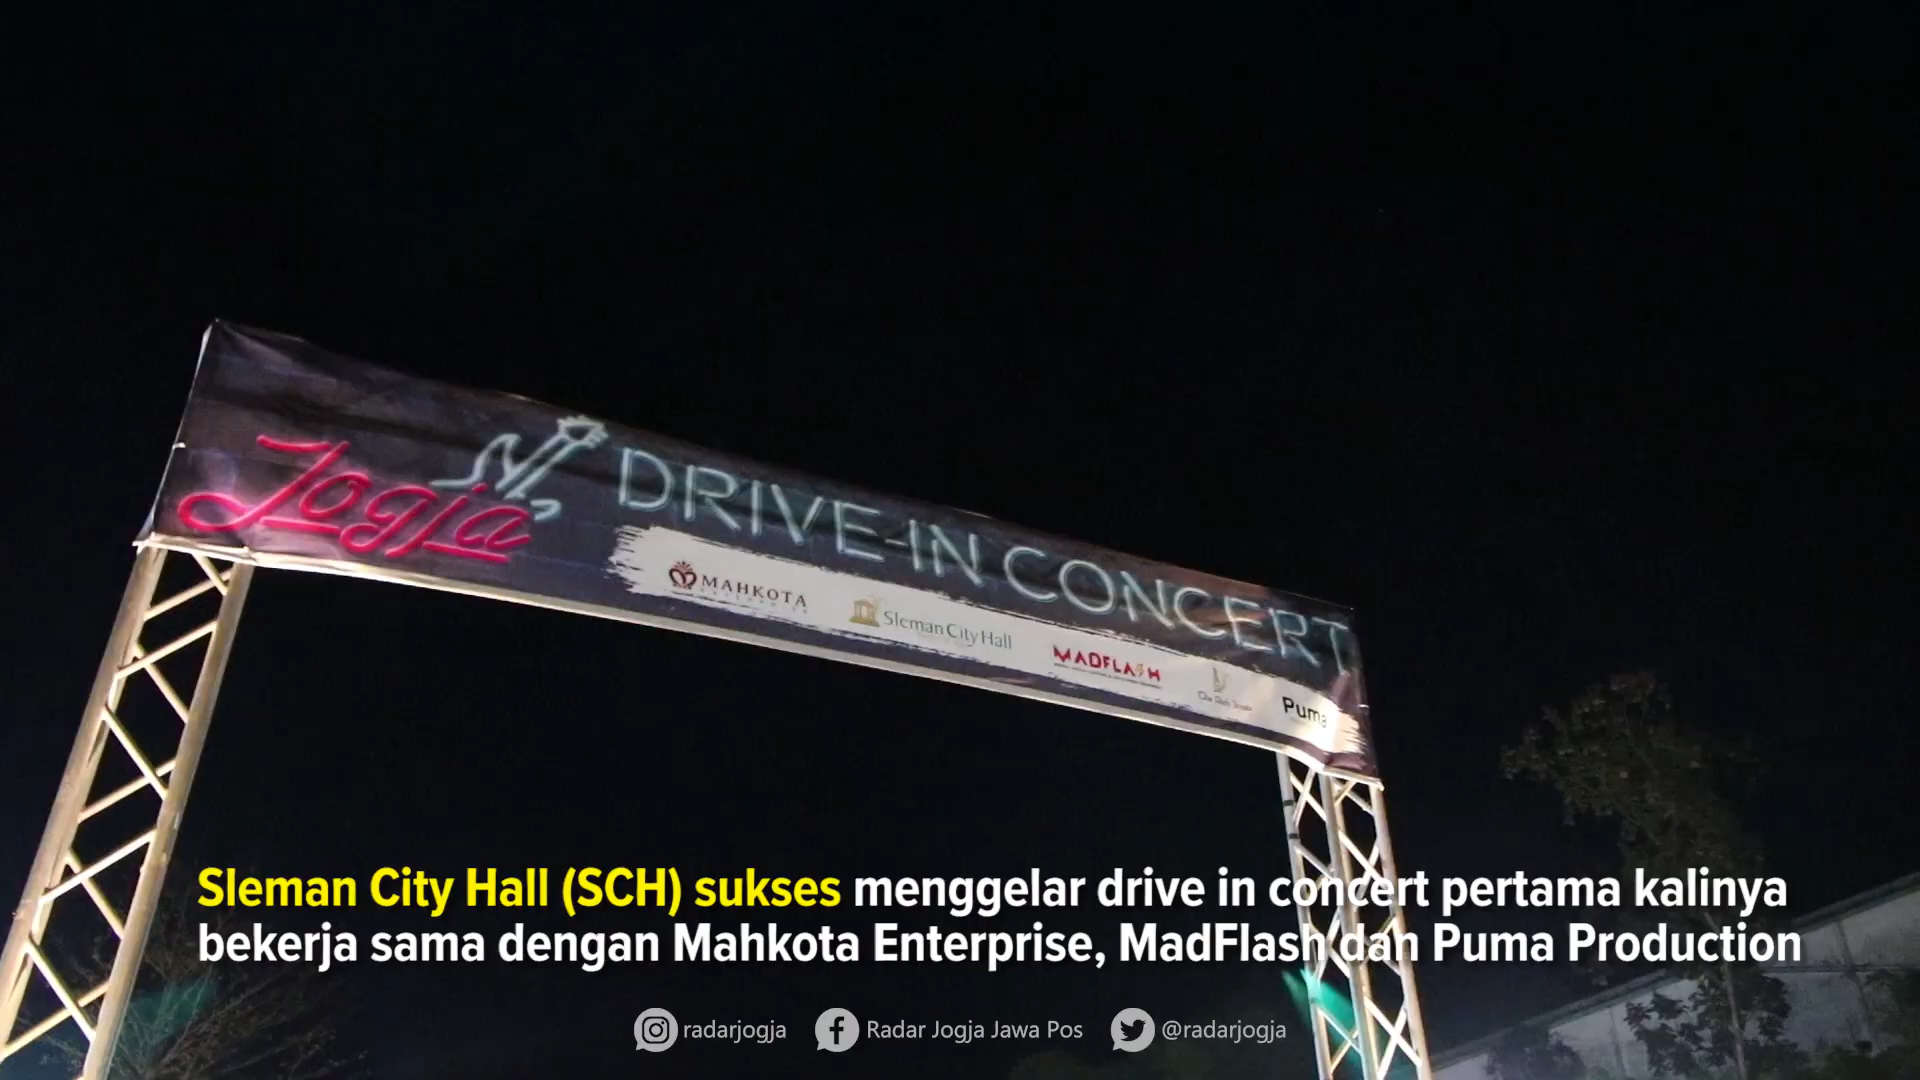 Jogja DRIVE-IN CONCERT
MAHKOTA
Sleman City Hall
MADFLASH
Puma
Sleman City Hall (SCH) sukses menggelar drive in concert pertama kalinya
bekerja sama dengan Mahkota Enterprise, MadFlash dan Puma Production
radarjogja Radar Jogja Jawa Pos @radarjogja